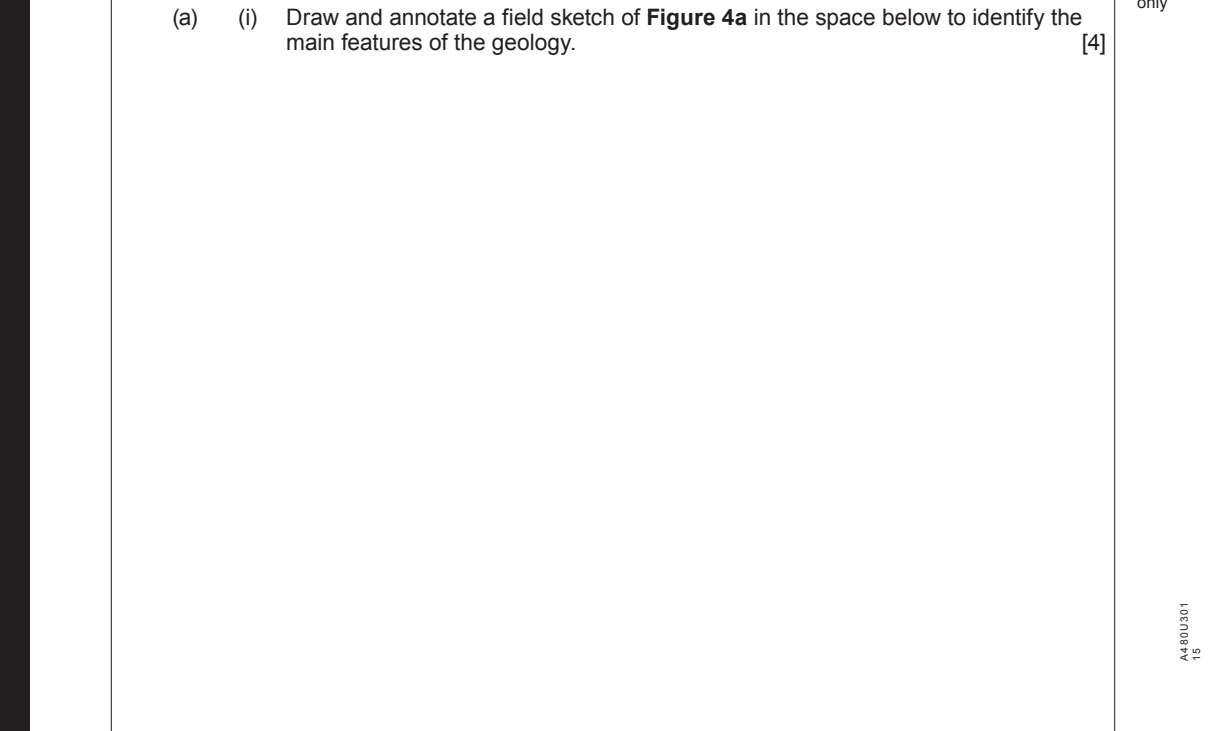 only
(a) (i) Draw and annotate a field sketch of Figure 4a in the space below to identify the
main features of the geology. [4]
A480U301
15